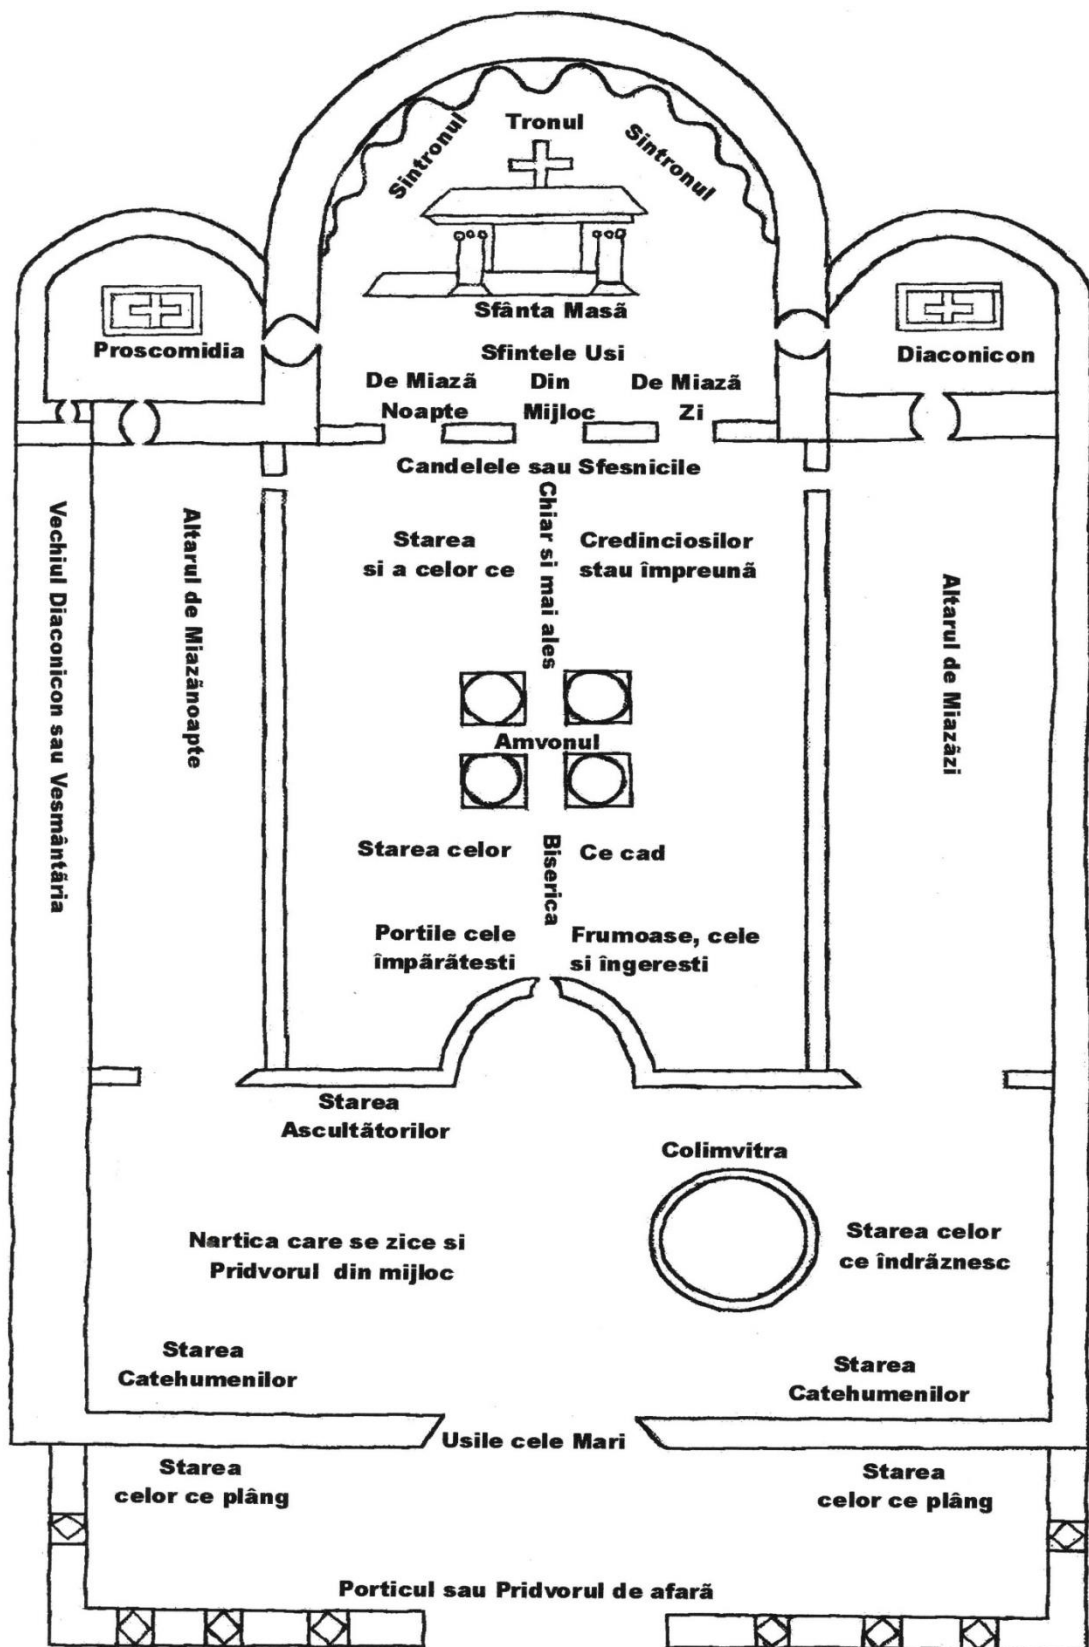 Tronul
Sintronul
Sintronul
Sfânta Masã
Proscomidia
Diaconicon
Sfintele Usi
De Miazã
Noapte
Din
Mijloc
De Miazã
Zi
Candelele sau Sfesnicile
Vechiul Diaconicon sau Vesmântãria
Altarul de Miazãnoapte
Starea
si a celor ce
Chiar si mai ales
Credinciosilor
stau împreunã
Altarul de Miazãzi
Amvonul
Starea celor
Biserica
Ce cad
Portile cele
împãrãtesti
Frumoase, cele
si îngeresti
Starea
Ascultãtorilor
Colimvitra
Nartica care se zice si
Pridvorul din mijloc
Starea celor
ce îndrãznesc
Starea
Catehumenilor
Starea
Catehumenilor
Usile cele Mari
Starea
celor ce plâng
Starea
celor ce plâng
Porticul sau Pridvorul de afarã